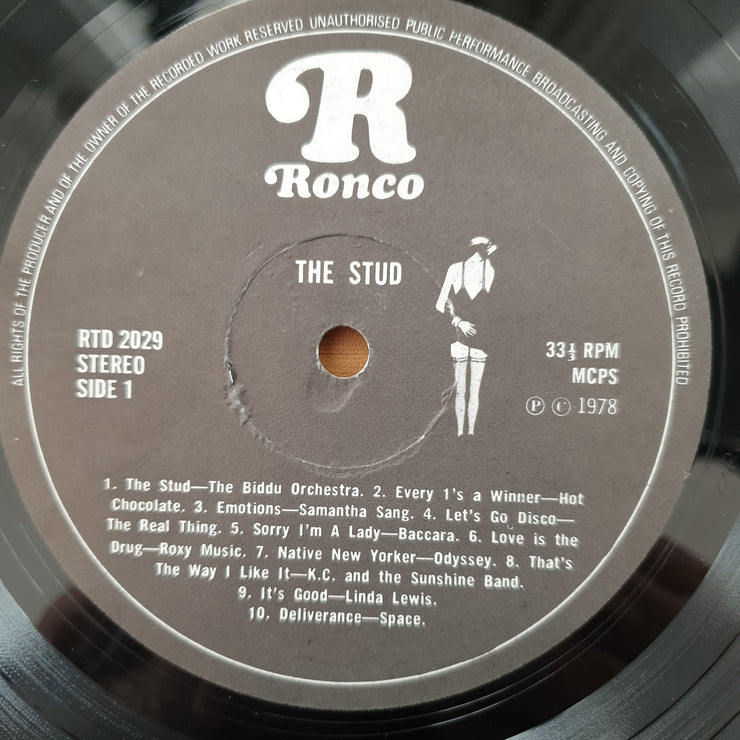 ALL RIGHTS OF THE PRODUCER AND OF THE OWNER OF THE RECORDED WORK RESERVED UNAUTHORISED PUBLIC PERFORMANCE BROADCASTING AND COPYING OF THIS RECORD PROHIBITED
R
Ronco
THE STUD
RTD 2029
STEREO
SIDE 1
33⅓ RPM
MCPS
Ⓟ © 1978
1. The Stud—The Biddu Orchestra. 2. Every 1's a Winner—Hot
Chocolate. 3. Emotions—Samantha Sang. 4. Let's Go Disco—
The Real Thing. 5. Sorry I'm A Lady—Baccara. 6. Love is the
Drug—Roxy Music. 7. Native New Yorker—Odyssey. 8. That's
The Way I Like It—K.C. and the Sunshine Band.
9. It's Good—Linda Lewis.
10. Deliverance—Space.